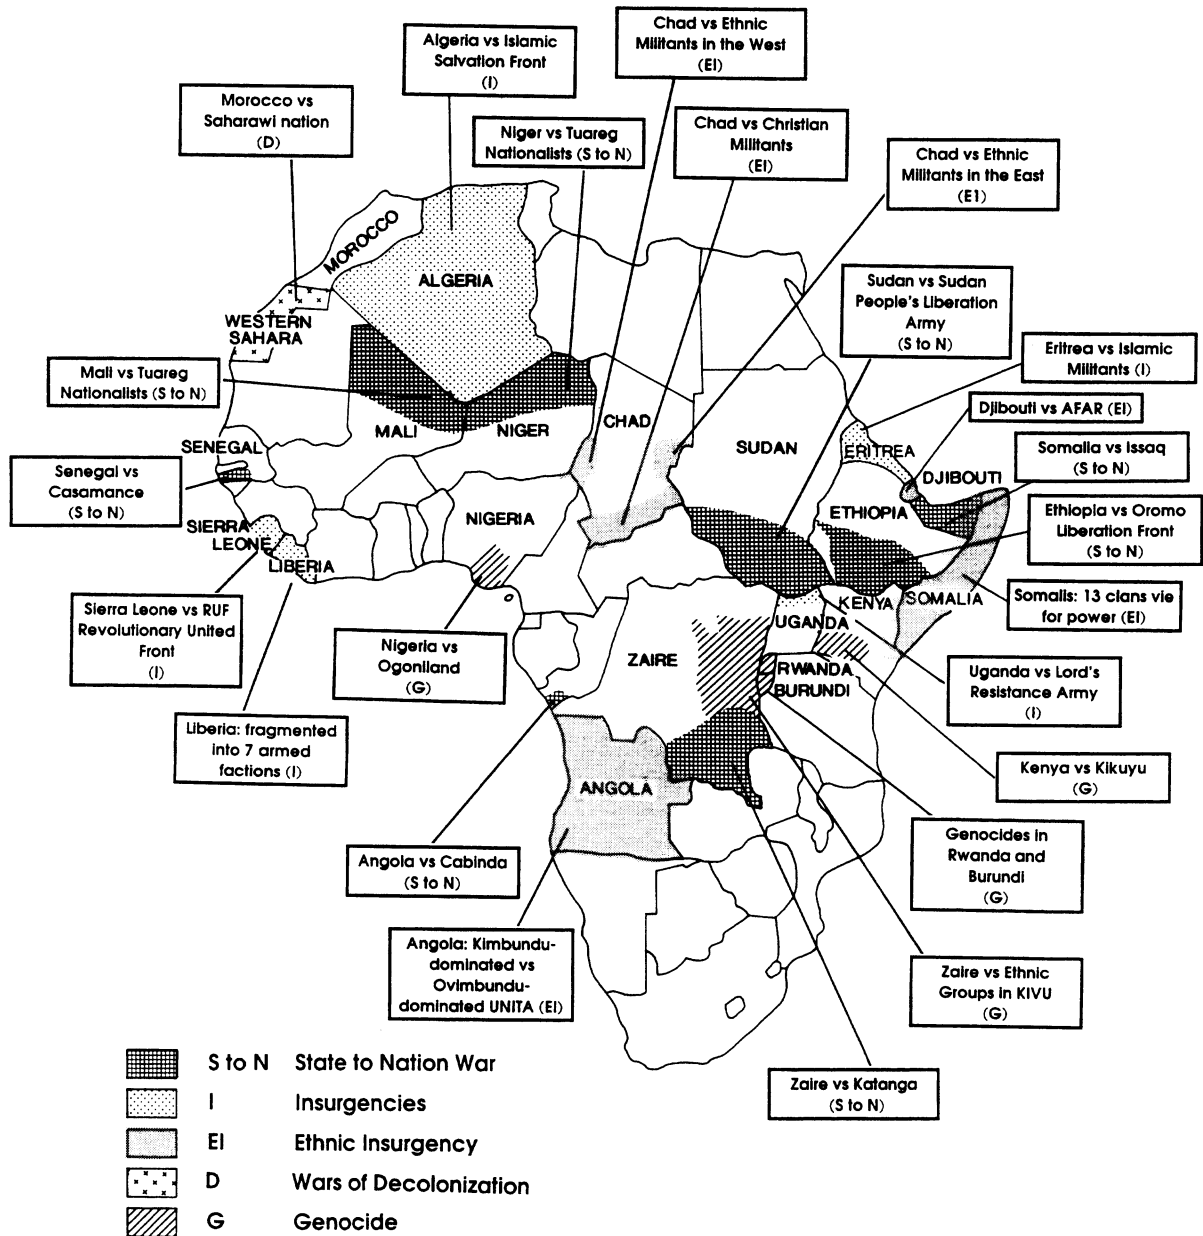 Chad vs Ethnic
Militants in the West
(EI)
Algeria vs Islamic
Salvation Front
(I)
Morocco vs
Saharawi nation
(D)
Niger vs Tuareg
Nationalists (S to N)
Chad vs Christian
Militants
(EI)
Chad vs Ethnic
Militants in the East
(E1)
MOROCCO
ALGERIA
WESTERN
SAHARA
Sudan vs Sudan
People's Liberation
Army
(S to N)
Eritrea vs Islamic
Militants (I)
Mali vs Tuareg
Nationalists (S to N)
Djibouti vs AFAR (EI)
MALI
NIGER
CHAD
SUDAN
ERITREA
SENEGAL
Senegal vs
Casamance
(S to N)
Somalia vs Issaq
(S to N)
DJIBOUTI
NIGERIA
ETHIOPIA
Ethiopia vs Oromo
Liberation Front
(S to N)
SIERRA
LEONE
LIBERIA
Sierra Leone vs RUF
Revolutionary United
Front
(I)
Nigeria vs
Ogoniland
(G)
KENYA
SOMALIA
Somalis: 13 clans vie
for power (EI)
UGANDA
ZAIRE
RWANDA
BURUNDI
Uganda vs Lord's
Resistance Army
(I)
Liberia: fragmented
into 7 armed
factions (I)
Kenya vs Kikuyu
(G)
ANGOLA
Genocides in
Rwanda and
Burundi
(G)
Angola vs Cabinda
(S to N)
Angola: Kimbundu-
dominated vs
Ovimbundu-
dominated UNITA (EI)
Zaire vs Ethnic
Groups in KIVU
(G)
Zaire vs Katanga
(S to N)
S to N State to Nation War
I Insurgencies
EI Ethnic Insurgency
D Wars of Decolonization
G Genocide